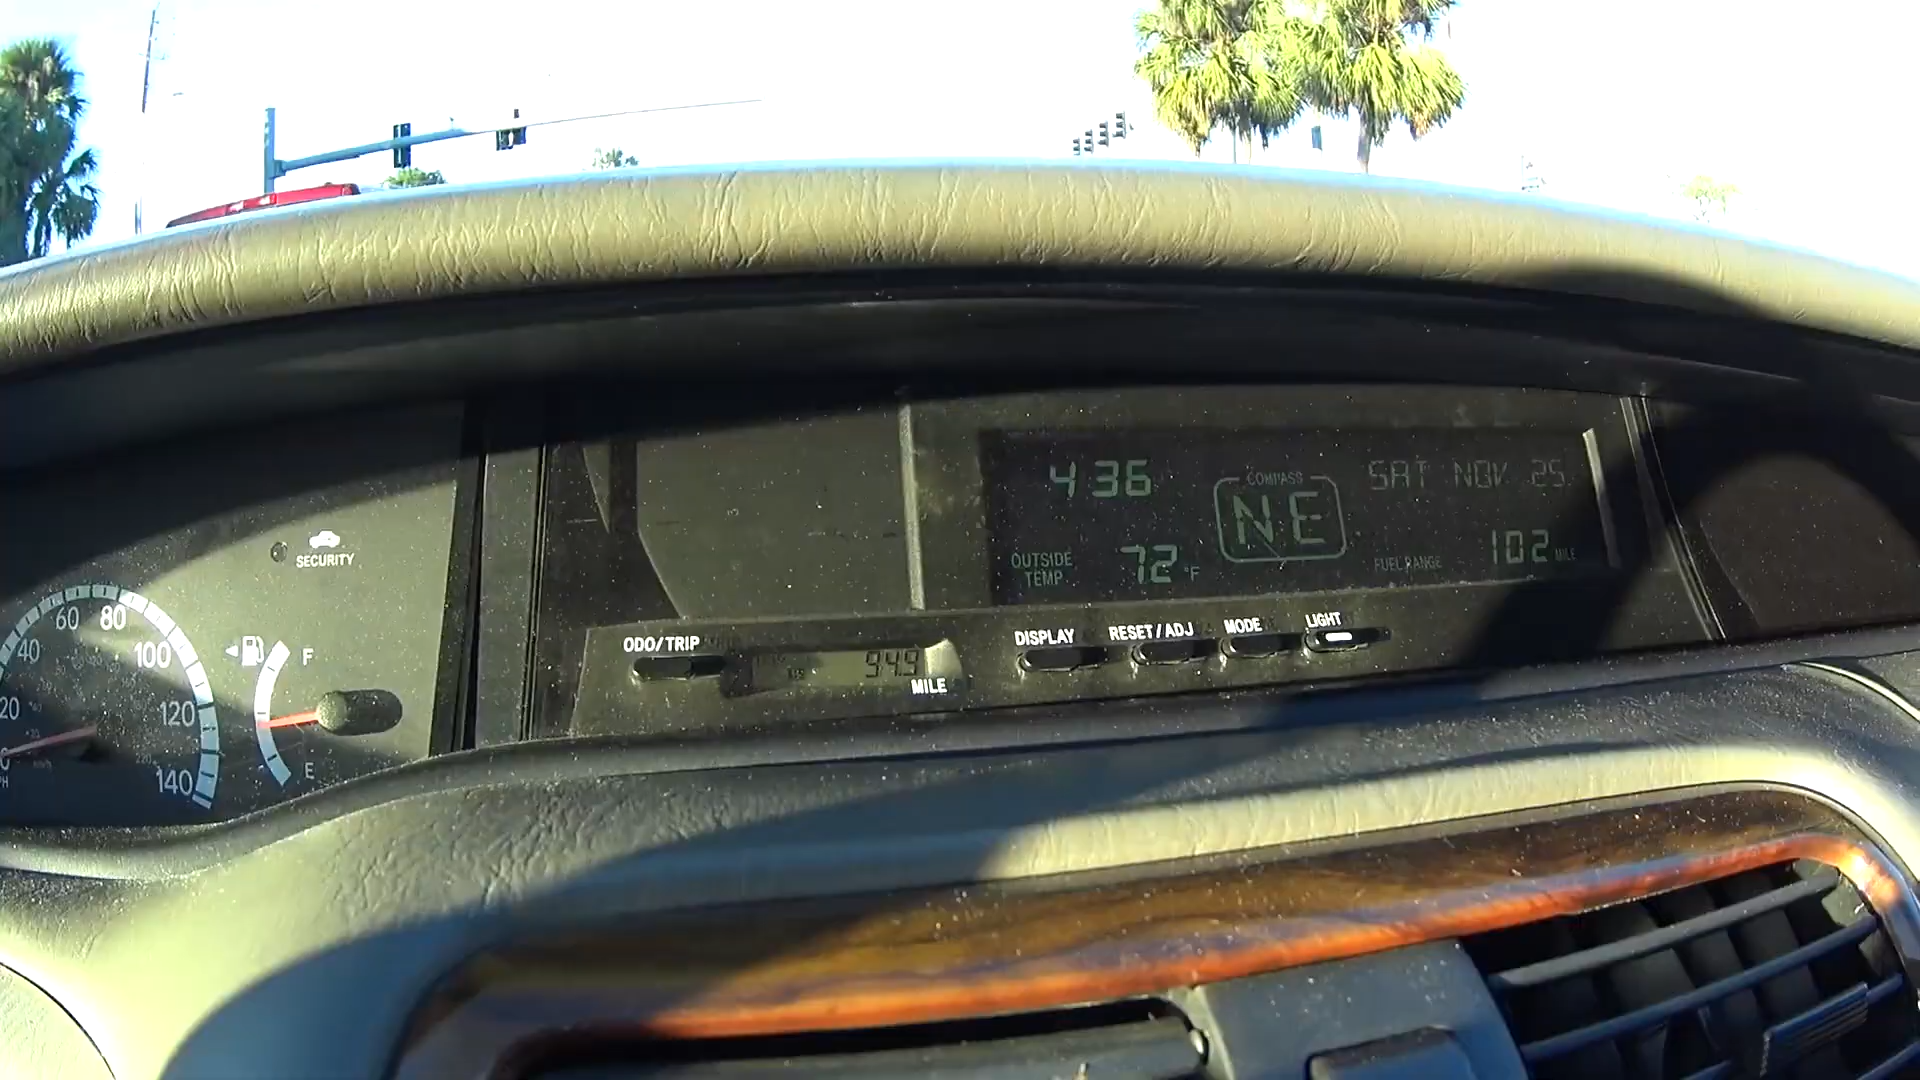 4 36
COMPASS
NE
SAT NOV 25
OUTSIDE
TEMP
72 °F
FUEL RANGE
102 MILE
SECURITY
20
40
60
80
100
120
140
F
E
ODO/TRIP
949
MILE
DISPLAY
RESET/ADJ
MODE
LIGHT